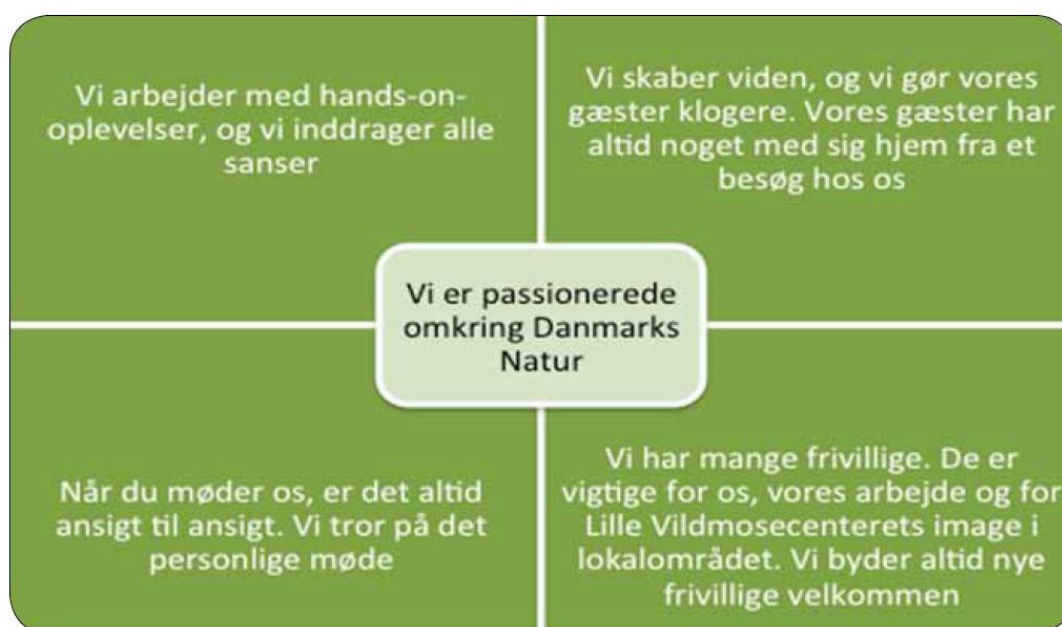 Vi arbejder med hands-on-
oplevelser, og vi inddrager alle
sanser
Vi skaber viden, og vi gør vores
gæster klogere. Vores gæster har
altid noget med sig hjem fra et
besøg hos os
Vi er passionerede
omkring Danmarks
Natur
Når du møder os, er det altid
ansigt til ansigt. Vi tror på det
personlige møde
Vi har mange frivillige. De er
vigtige for os, vores arbejde og for
Lille Vildmosecenterets image i
lokalområdet. Vi byder altid nye
frivillige velkommen